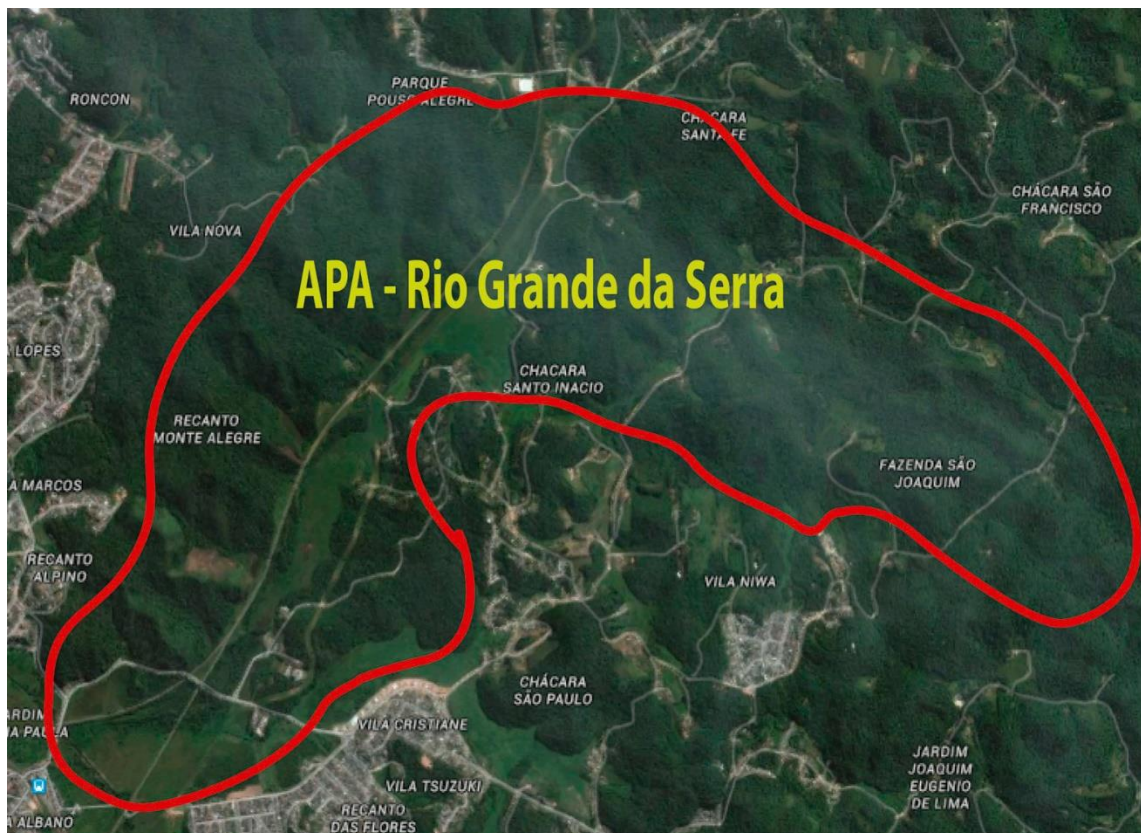 PARQUE
POUSO ALEGRE
RONCON
CHÁCARA
SANTA FÉ
CHÁCARA SÃO
FRANCISCO
VILA NOVA
APA - Rio Grande da Serra
LOPES
CHACARA
SANTO INACIO
RECANTO
MONTE ALEGRE
FAZENDA SÃO
JOAQUIM
MARCOS
RECANTO
ALPINO
VILA NIWA
CHÁCARA
SÃO PAULO
PAULA
VILA CRISTIANE
JARDIM
JOAQUIM
EUGENIO
DE LIMA
VILA TSUZUKI
RECANTO
DAS FLORES
ALBANO